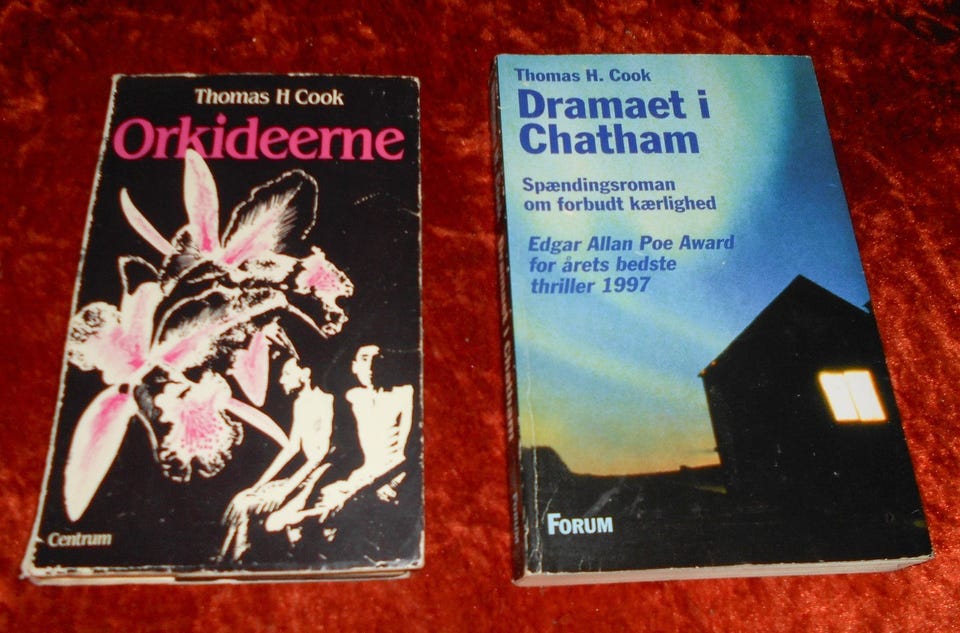 Thomas H Cook
Orkideerne
Centrum
Thomas H. Cook
Dramaet i
Chatham
Spændingsroman
om forbudt kærlighed
Edgar Allan Poe Award
for årets bedste
thriller 1997
FORUM